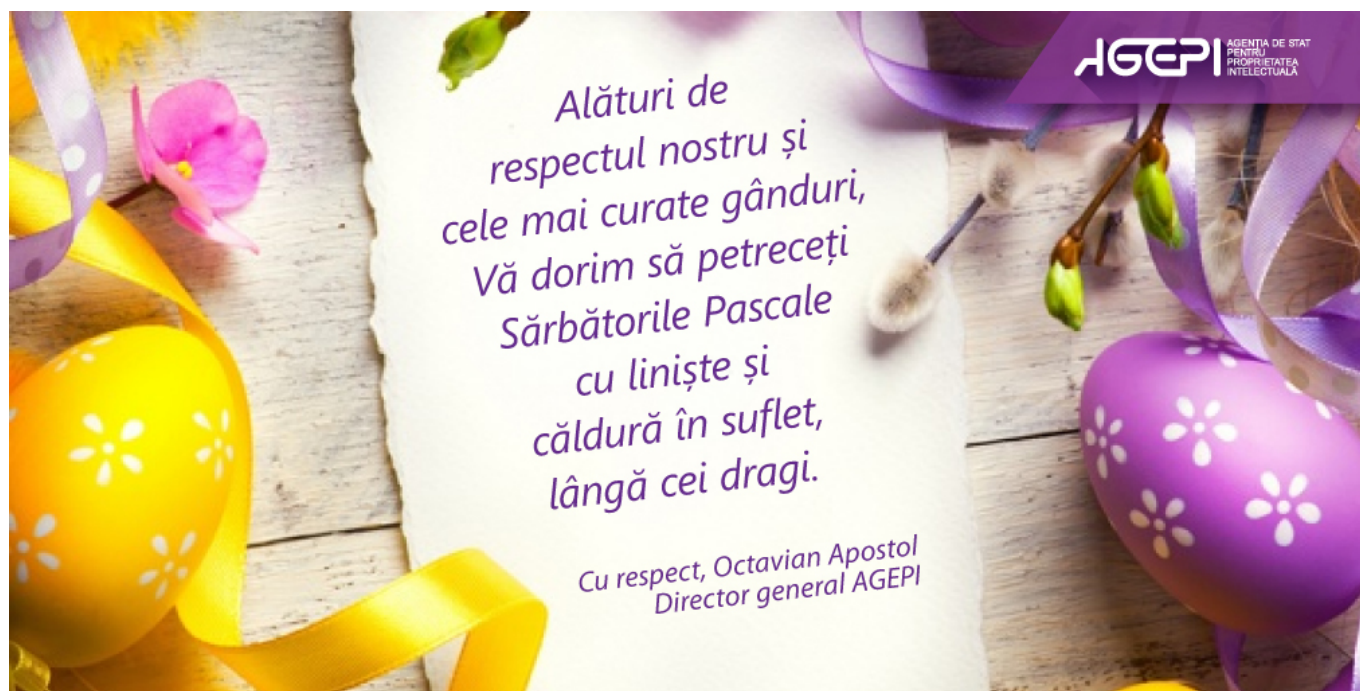 AGEPI
AGENȚIA DE STAT
PENTRU
PROPRIETATEA
INTELECTUALĂ
Alături de
respectul nostru și
cele mai curate gânduri,
Vă dorim să petreceți
Sărbătorile Pascale
cu liniște și
căldură în suflet,
lângă cei dragi.
Cu respect, Octavian Apostol
Director general AGEPI